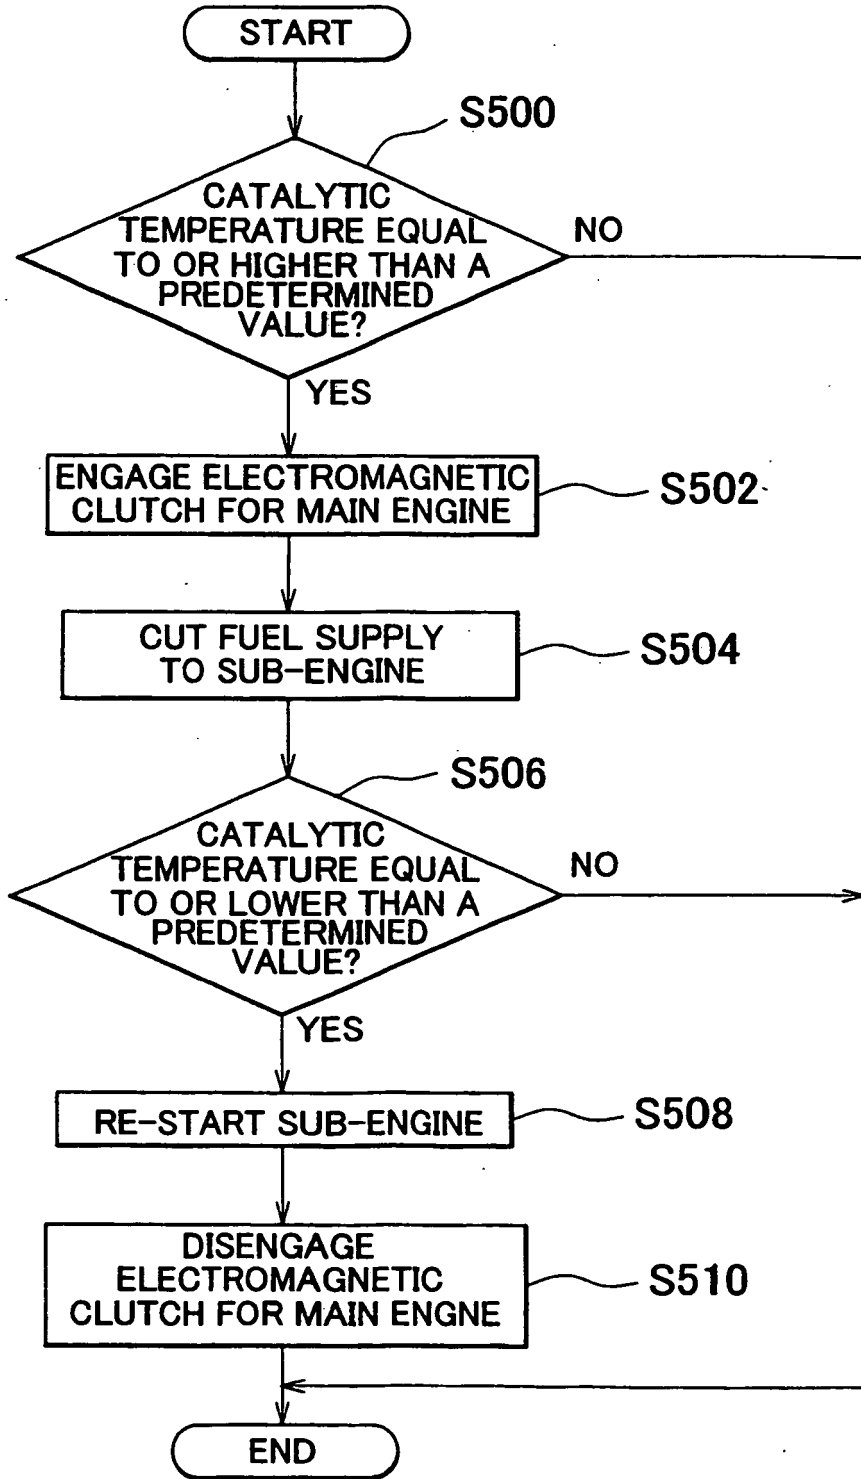 START
S500
CATALYTIC
TEMPERATURE EQUAL
TO OR HIGHER THAN A
PREDETERMINED
VALUE?
NO
YES
ENGAGE ELECTROMAGNETIC
CLUTCH FOR MAIN ENGINE
S502
CUT FUEL SUPPLY
TO SUB-ENGINE
S504
S506
CATALYTIC
TEMPERATURE EQUAL
TO OR LOWER THAN A
PREDETERMINED
VALUE?
NO
YES
RE-START SUB-ENGINE
S508
DISENGAGE
ELECTROMAGNETIC
CLUTCH FOR MAIN ENGNE
S510
END